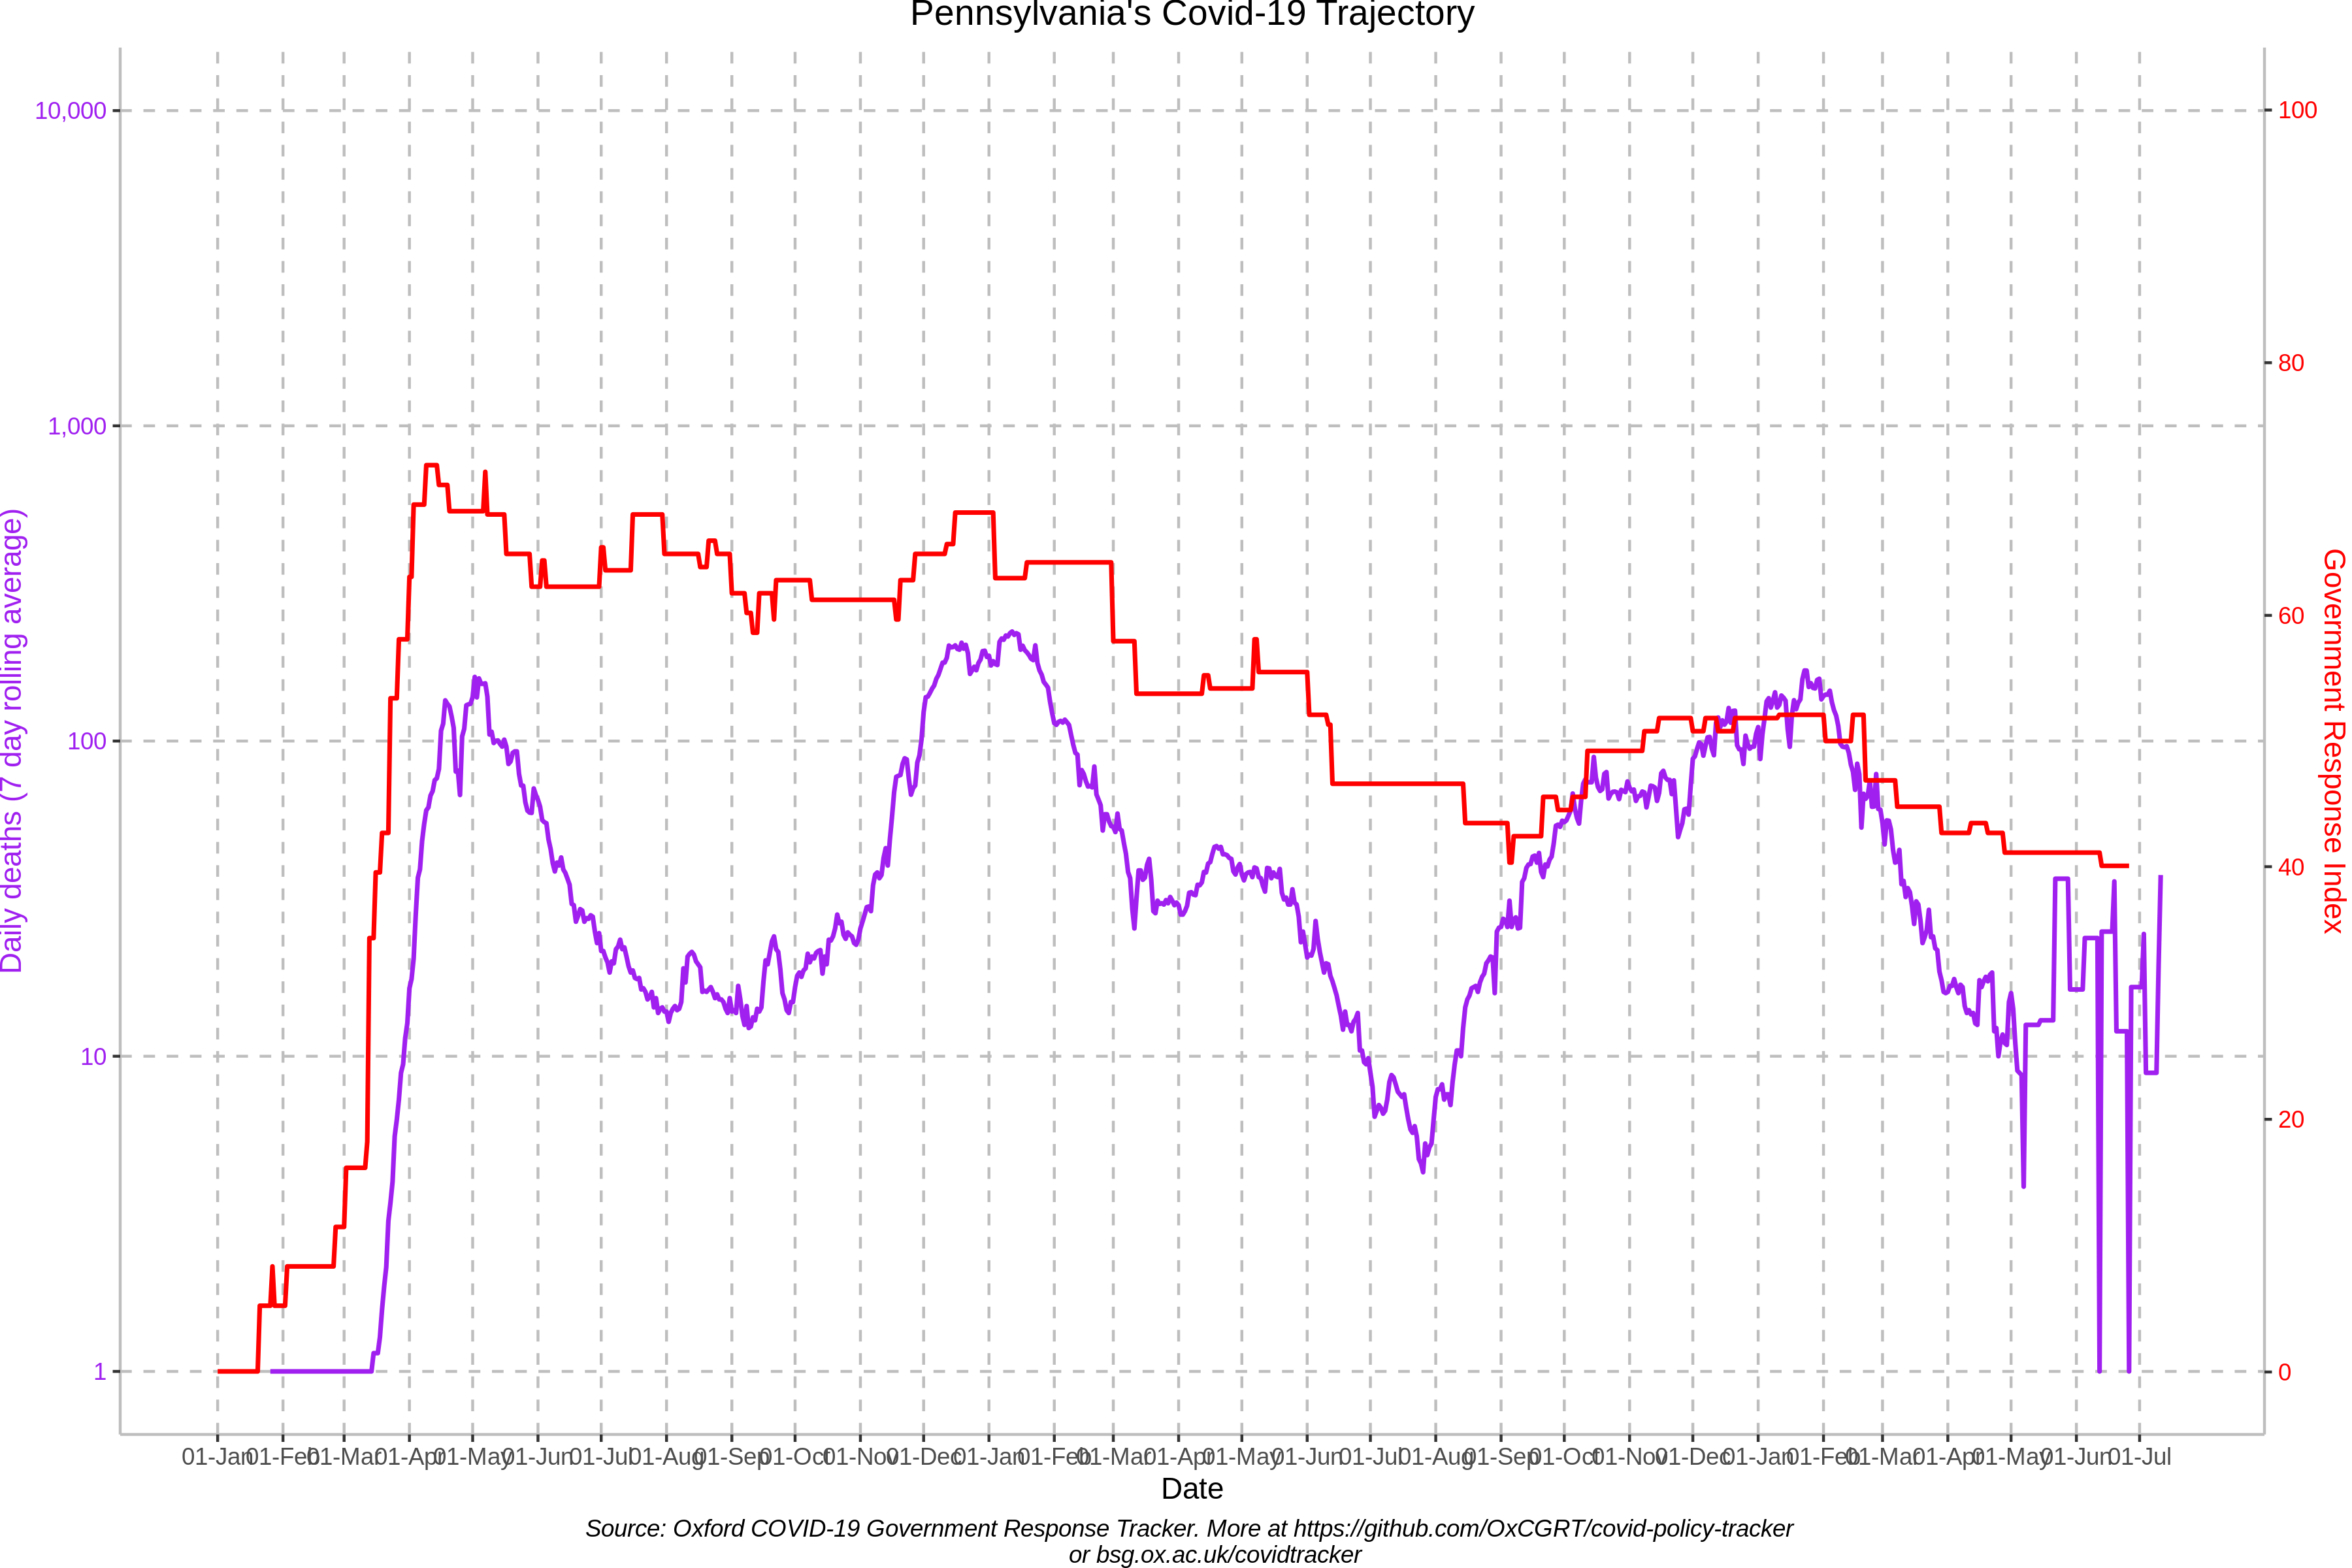 Pennsylvania's Covid-19 Trajectory
10,000
1,000
100
10
1
Daily deaths (7 day rolling average)
100
80
60
40
20
0
Government Response Index
01-Jan 01-Feb 01-Mar 01-Apr 01-May 01-Jun 01-Jul 01-Aug 01-Sep 01-Oct 01-Nov 01-Dec 01-Jan 01-Feb 01-Mar 01-Apr 01-May 01-Jun 01-Jul 01-Aug 01-Sep 01-Oct 01-Nov 01-Dec 01-Jan 01-Feb 01-Mar 01-Apr 01-May 01-Jun 01-Jul
Date
Source: Oxford COVID-19 Government Response Tracker. More at https://github.com/OxCGRT/covid-policy-tracker
or bsg.ox.ac.uk/covidtracker